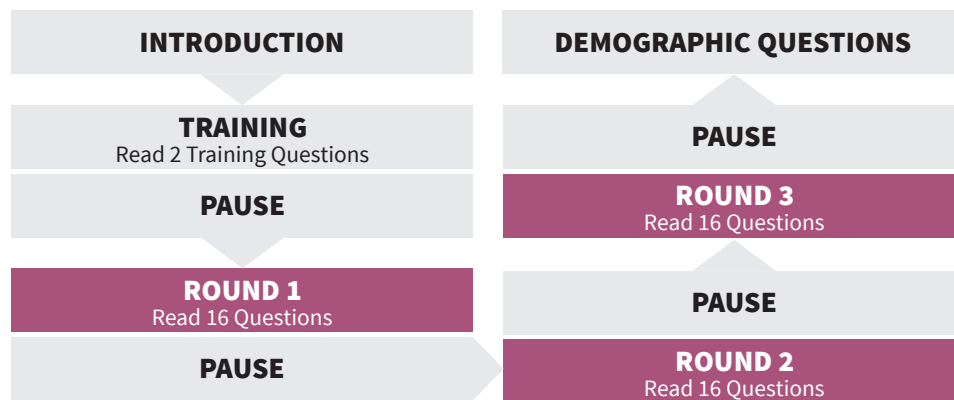 INTRODUCTION
TRAINING
Read 2 Training Questions
PAUSE
ROUND 1
Read 16 Questions
PAUSE
ROUND 2
Read 16 Questions
PAUSE
ROUND 3
Read 16 Questions
PAUSE
DEMOGRAPHIC QUESTIONS